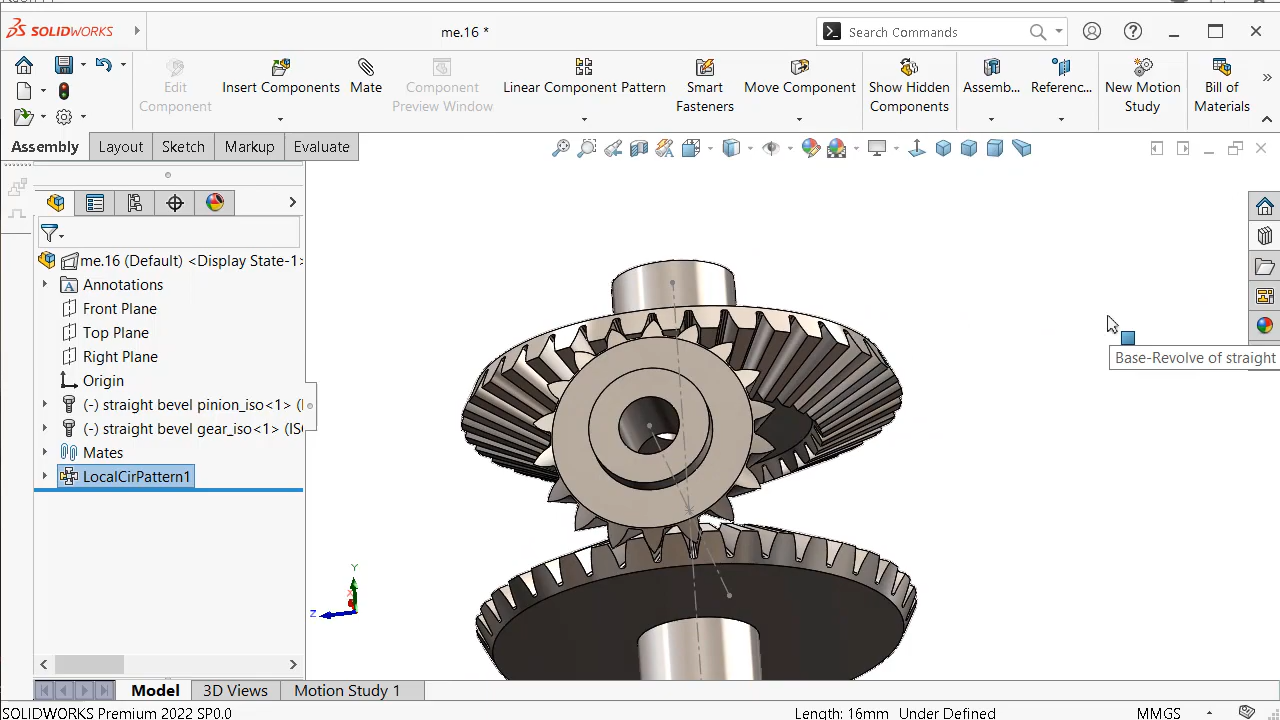 SOLIDWORKS
me.16 *
Search Commands
Edit Component
Insert Components
Mate
Component Preview Window
Linear Component Pattern
Smart Fasteners
Move Component
Show Hidden Components
Assemb...
Referenc...
New Motion Study
Bill of Materials
Assembly
Layout
Sketch
Markup
Evaluate
me.16 (Default) <Display State-1>
A Annotations
Front Plane
Top Plane
Right Plane
Origin
(-) straight bevel pinion_iso<1> (I
(-) straight bevel gear_iso<1> (ISO
Mates
LocalCirPattern1
Base-Revolve of straight
Y
X
Z
Model
3D Views
Motion Study 1
SOLIDWORKS Premium 2022 SP0.0
Length: 16mm
Under Defined
MMGS